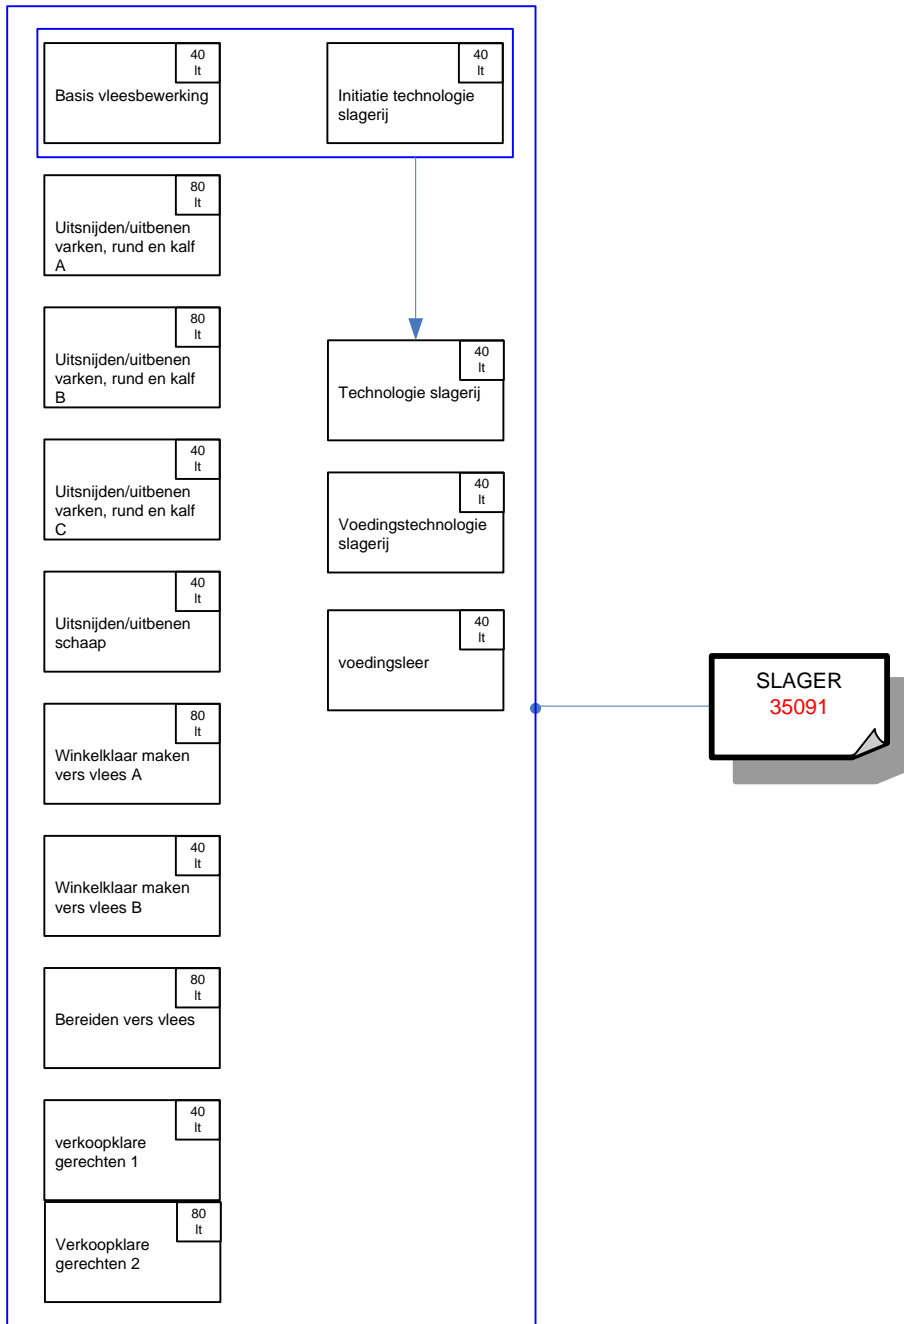 40
lt
Basis vleesbewerking
40
lt
Initiatie technologie
slagerij
80
lt
Uitsnijden/uitbenen
varken, rund en kalf
A
80
lt
Uitsnijden/uitbenen
varken, rund en kalf
B
40
lt
Technologie slagerij
40
lt
Uitsnijden/uitbenen
varken, rund en kalf
C
40
lt
Voedingstechnologie
slagerij
40
lt
Uitsnijden/uitbenen
schaap
40
lt
voedingsleer
SLAGER
35091
80
lt
Winkelklaar maken
vers vlees A
40
lt
Winkelklaar maken
vers vlees B
80
lt
Bereiden vers vlees
40
lt
verkoopklare
gerechten 1
80
lt
Verkoopklare
gerechten 2